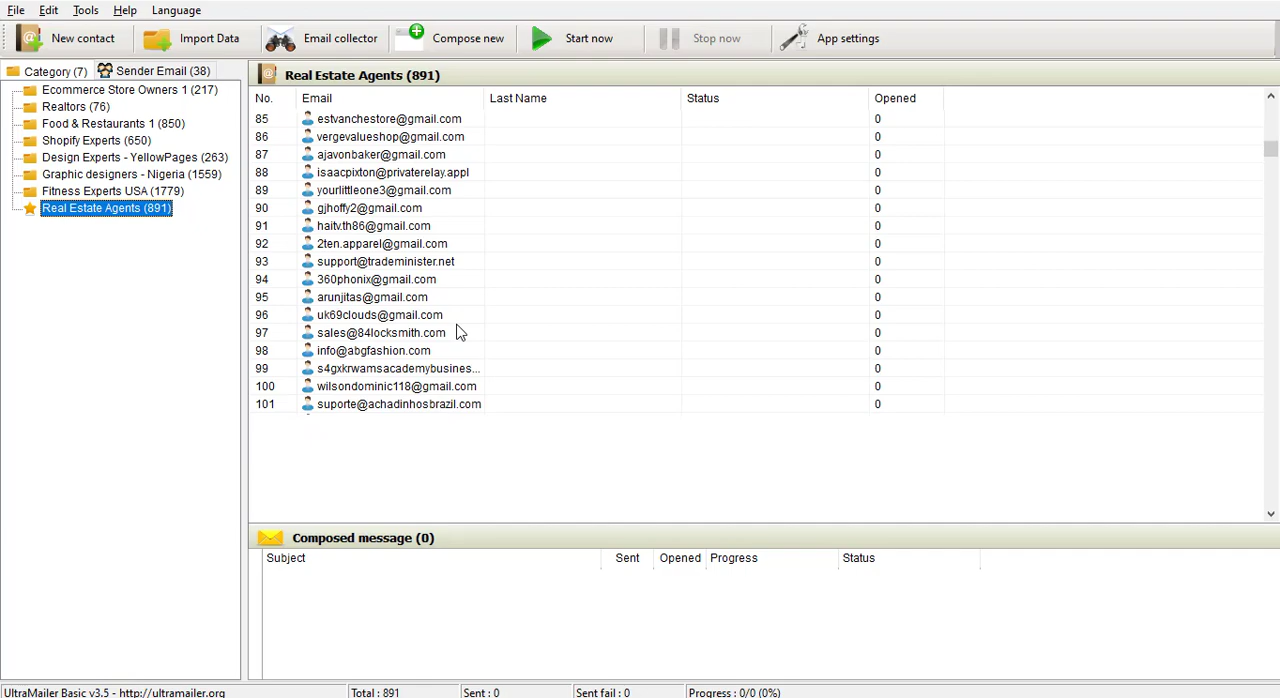 File Edit Tools Help Language
New contact Import Data Email collector Compose new Start now Stop now App settings
Category (7) Sender Email (38)
Ecommerce Store Owners 1 (217)
Realtors (76)
Food & Restaurants 1 (850)
Shopify Experts (650)
Design Experts - YellowPages (263)
Graphic designers - Nigeria (1559)
Fitness Experts USA (1779)
Real Estate Agents (891)
Real Estate Agents (891)
No. Email Last Name Status Opened
85 estvanchestore@gmail.com 0
86 vergevalueshop@gmail.com 0
87 ajavonbaker@gmail.com 0
88 isaacpixton@privaterelay.appl 0
89 yourlittleone3@gmail.com 0
90 gjhoffy2@gmail.com 0
91 haitv.th86@gmail.com 0
92 2ten.apparel@gmail.com 0
93 support@trademinister.net 0
94 360phonix@gmail.com 0
95 arunjitas@gmail.com 0
96 uk69clouds@gmail.com 0
97 sales@84locksmith.com 0
98 info@abgfashion.com 0
99 s4gxkrwamsacademybusines... 0
100 wilsondominic118@gmail.com 0
101 suporte@achadinhosbrazil.com 0
Composed message (0)
Subject Sent Opened Progress Status
UltraMailer Basic v3.5 - http://ultramailer.org Total : 891 Sent : 0 Sent fail : 0 Progress : 0/0 (0%)